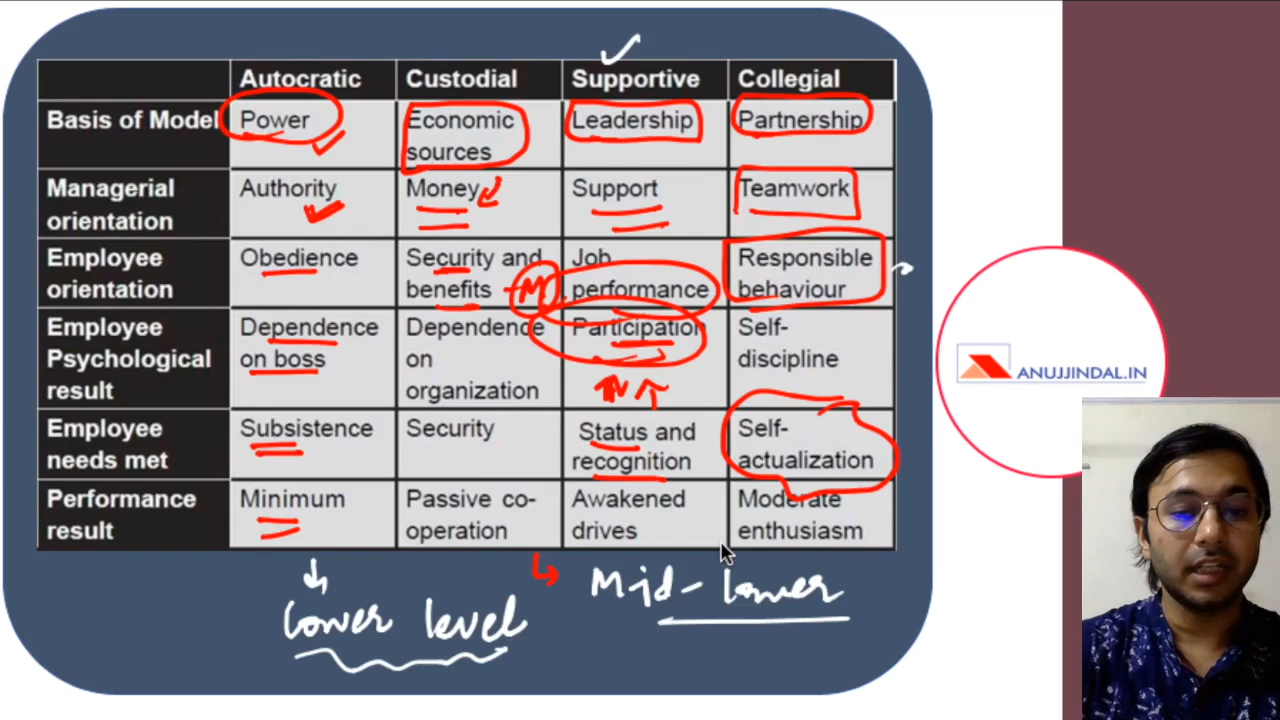 Autocratic Custodial Supportive Collegial
Basis of Model Power Economic sources Leadership Partnership
Managerial orientation Authority Money Support Teamwork
Employee orientation Obedience Security and benefits Job performance Responsible behaviour
Employee Psychological result Dependence on boss Dependence on organization Participation Self-discipline
Employee needs met Subsistence Security Status and recognition Self-actualization
Performance result Minimum Passive co-operation Awakened drives Moderate enthusiasm
Lower level
Mid-lower
ANUJJINDAL.IN